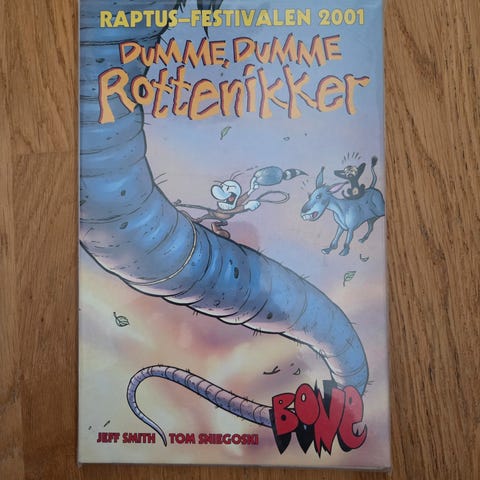 RAPTUS-FESTIVALEN 2001
DUMME, DUMME
Rottenikker
BONE
JEFF SMITH TOM SNIEGOSKI